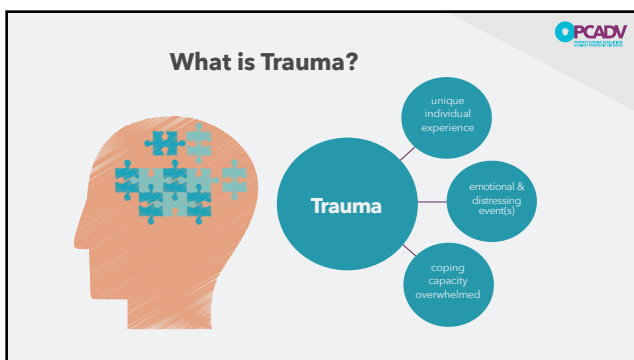 PCADV
What is Trauma?
unique
individual
experience
Trauma
emotional &
distressing
event(s)
coping
capacity
overwhelmed